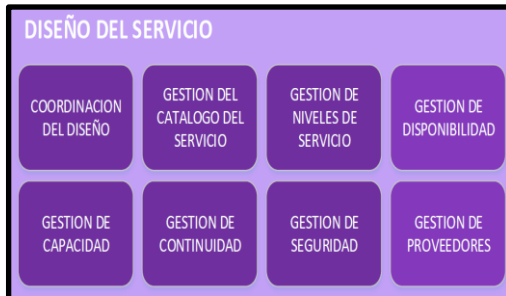 DISEÑO DEL SERVICIO
COORDINACION
DEL DISEÑO
GESTION DEL
CATALOGO DEL
SERVICIO
GESTION DE
NIVELES DE
SERVICIO
GESTION DE
DISPONIBILIDAD
GESTION DE
CAPACIDAD
GESTION DE
CONTINUIDAD
GESTION DE
SEGURIDAD
GESTION DE
PROVEEDORES